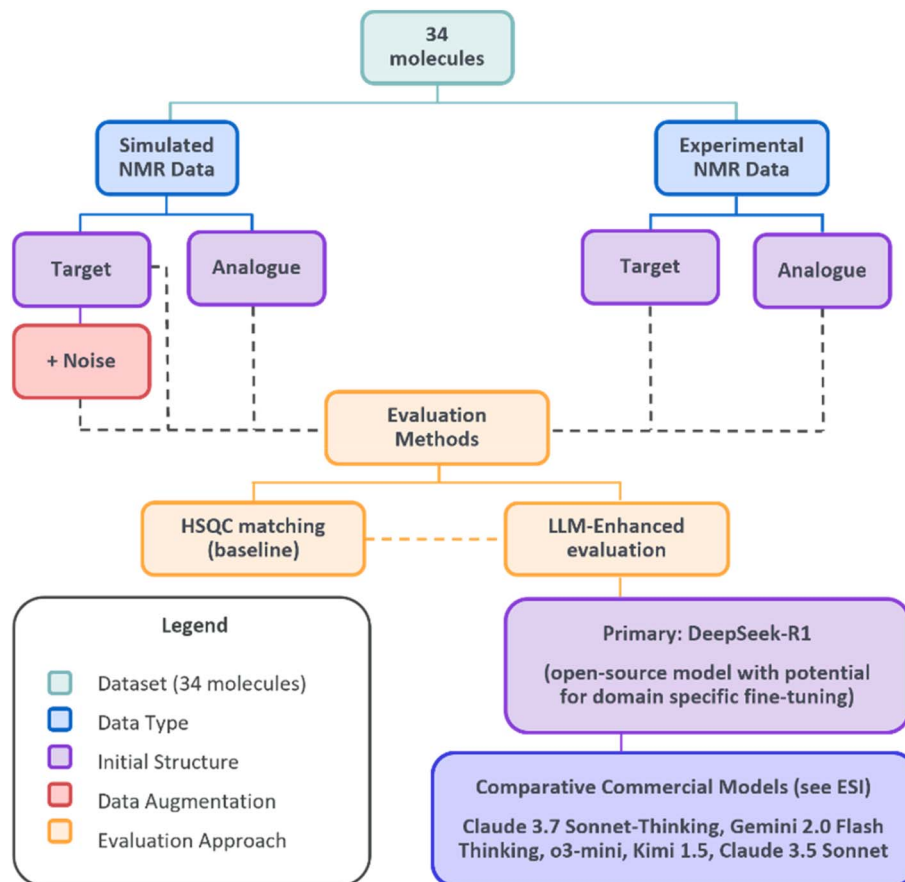 34
molecules
Simulated
NMR Data
Experimental
NMR Data
Target
Analogue
Target
Analogue
+ Noise
Evaluation
Methods
HSQC matching
(baseline)
LLM-Enhanced
evaluation
Legend
Dataset (34 molecules)
Data Type
Initial Structure
Data Augmentation
Evaluation Approach
Primary: DeepSeek-R1
(open-source model with potential
for domain specific fine-tuning)
Comparative Commercial Models (see ESI)
Claude 3.7 Sonnet-Thinking, Gemini 2.0 Flash
Thinking, o3-mini, Kimi 1.5, Claude 3.5 Sonnet